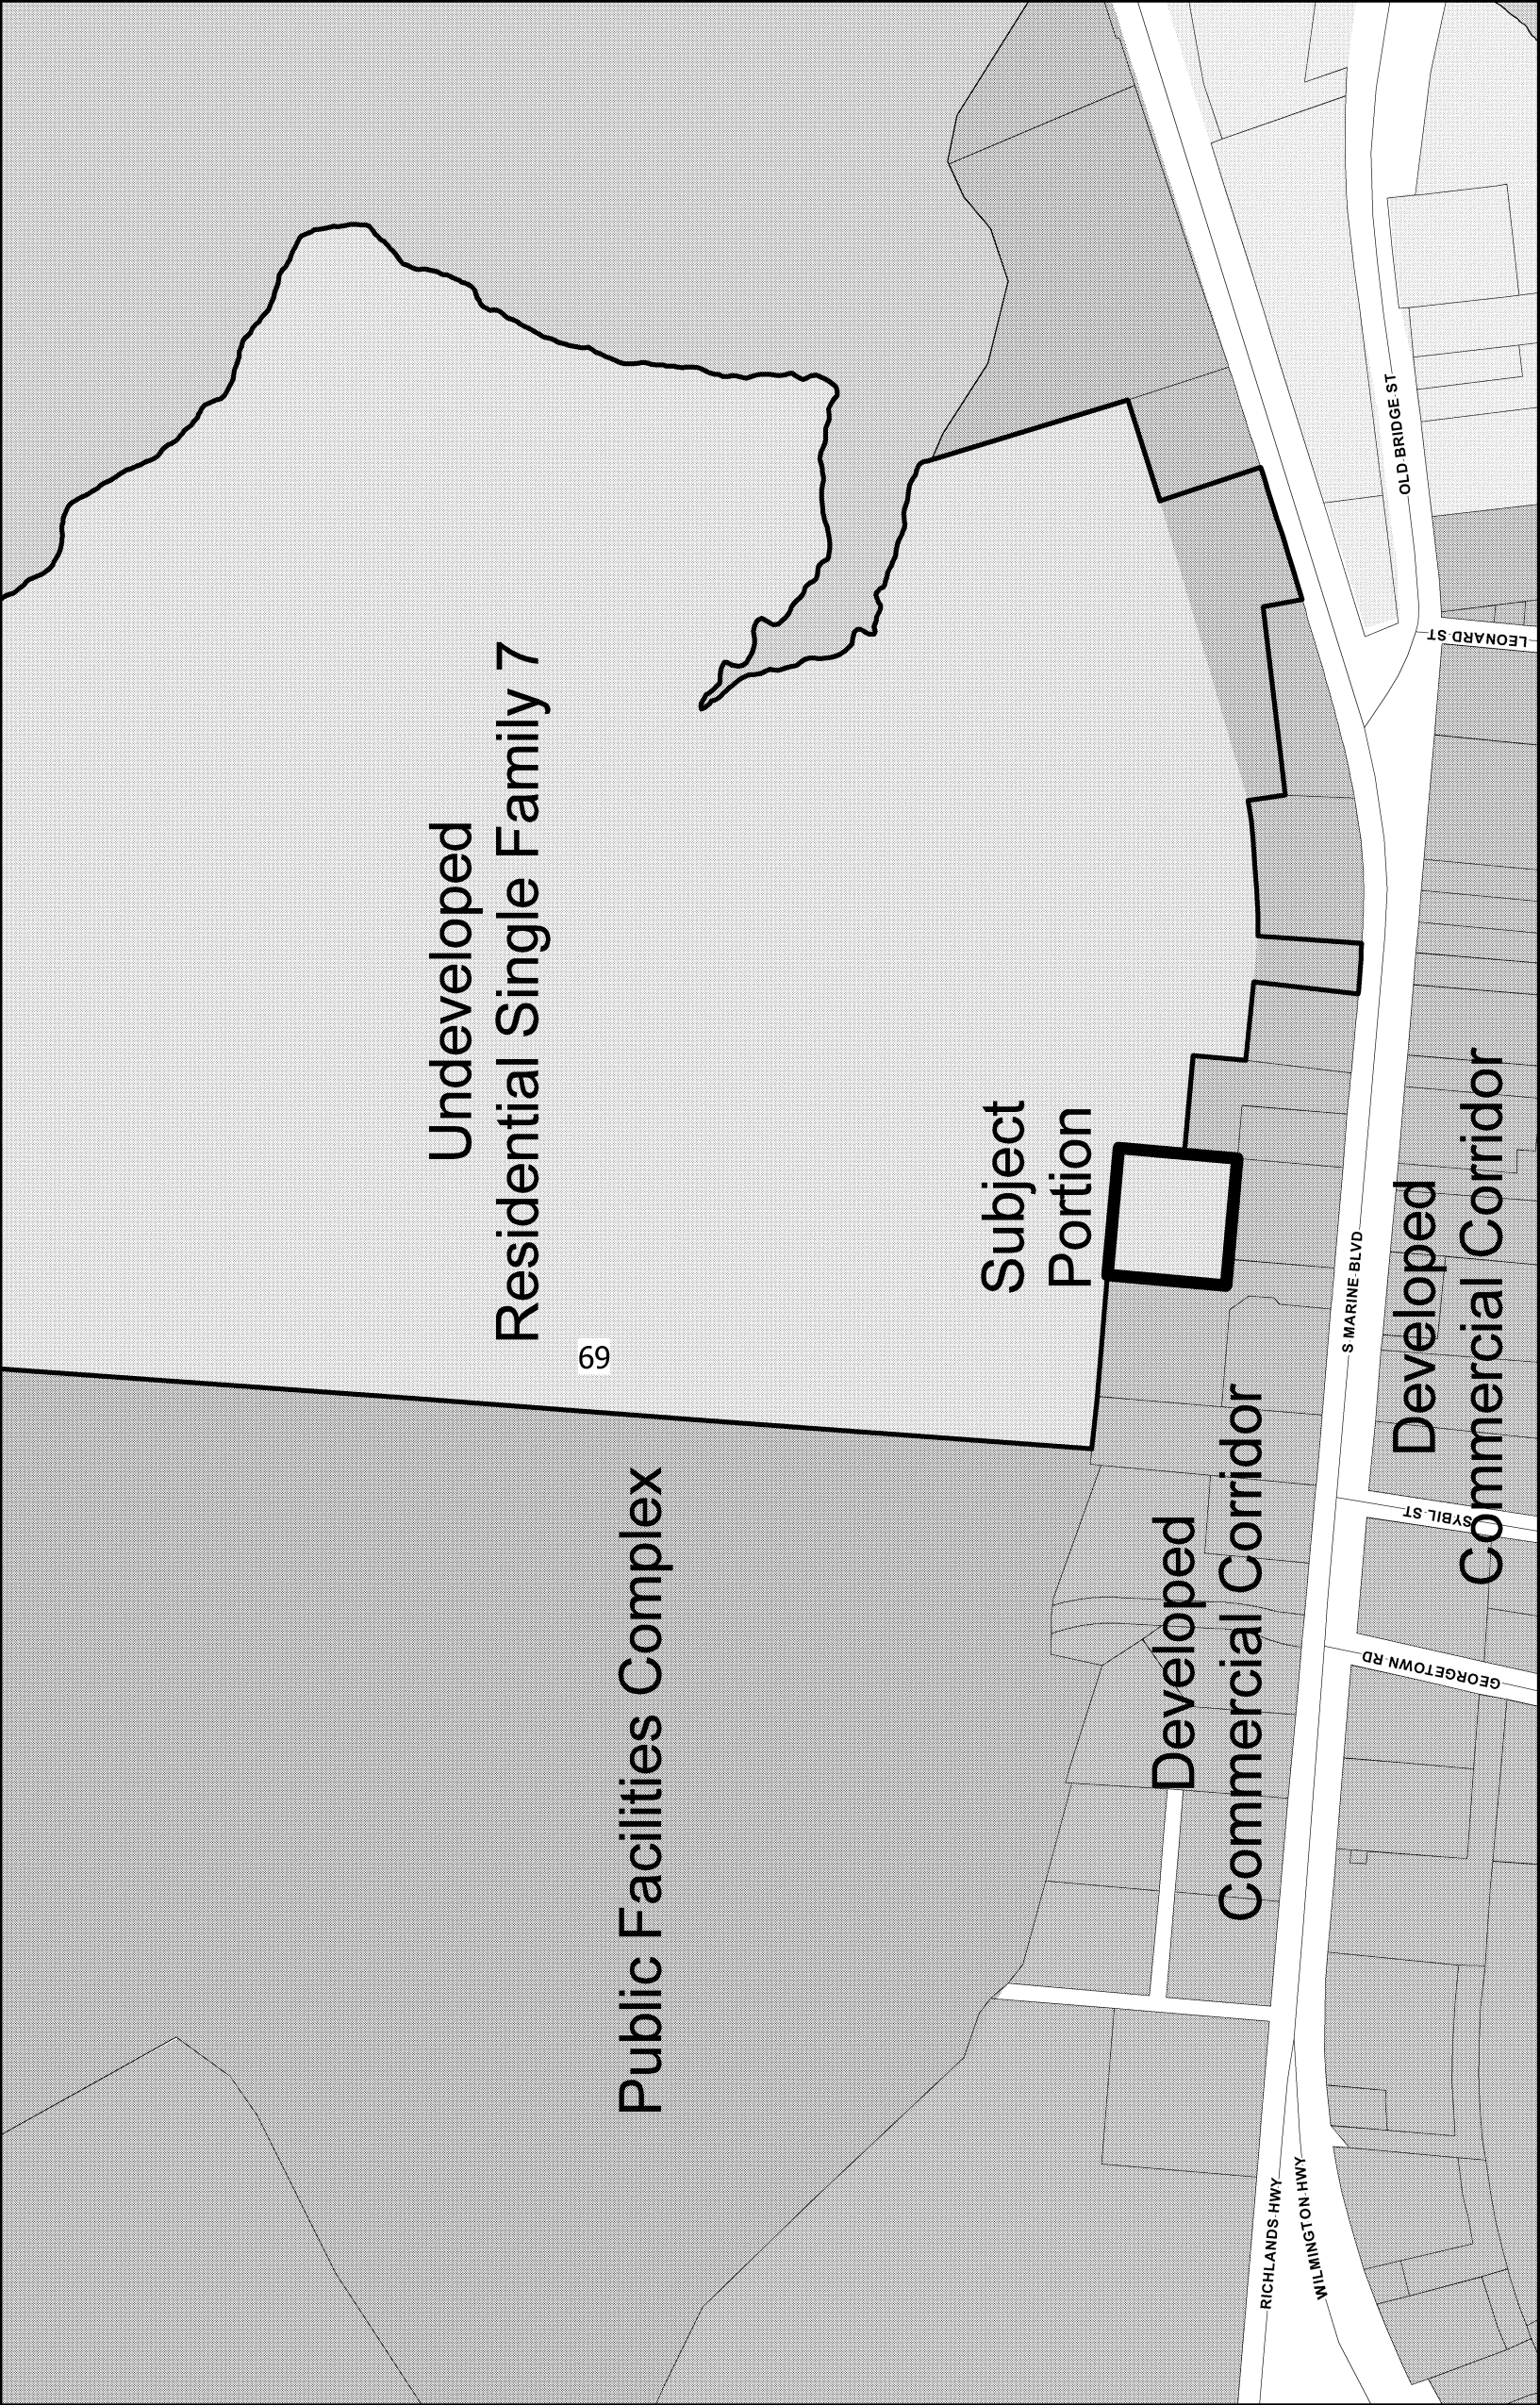 Undeveloped
Residential Single Family 7
69
Public Facilities Complex
Subject
Portion
Developed
Commercial Corridor
Developed
Commercial Corridor
OLD BRIDGE ST
LEONARD ST
S MARINE BLVD
SYBIL ST
GEORGETOWN RD
RICHLANDS HWY
WILMINGTON HWY